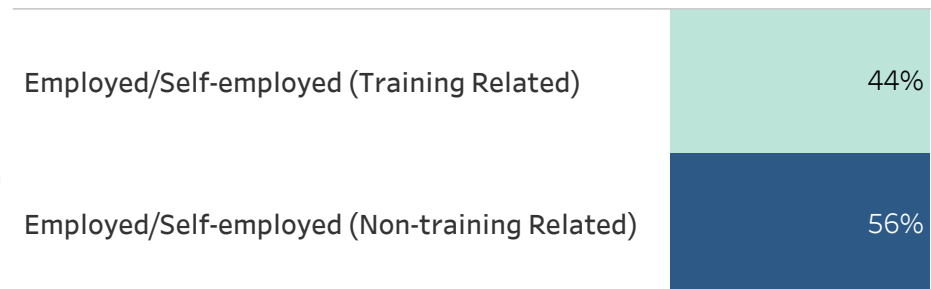 Employed/Self-employed (Training Related) 44%
Employed/Self-employed (Non-training Related) 56%